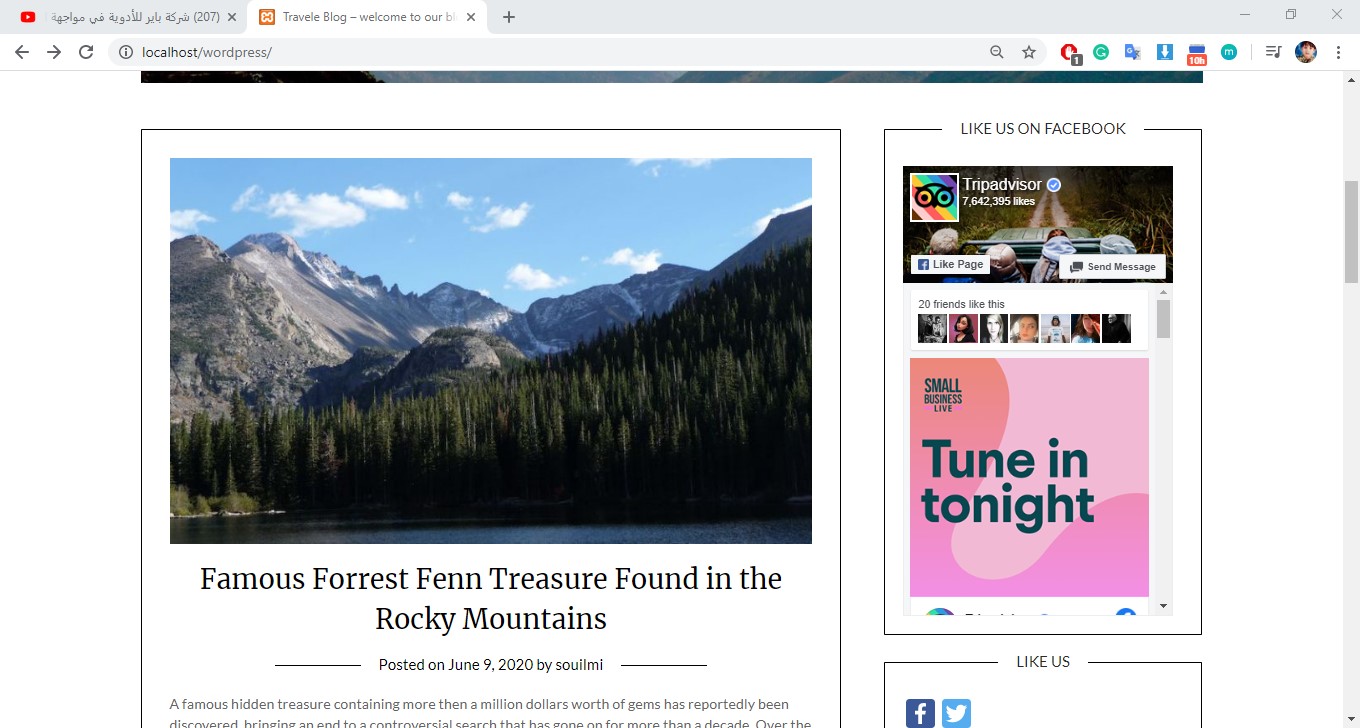 (207) شركة باير للأدوية في مواجهة
Travele Blog – welcome to our bl
localhost/wordpress/
1
10h
m
LIKE US ON FACEBOOK
Tripadvisor
7,642,395 likes
Like Page
Send Message
20 friends like this
SMALL
BUSINESS
LIVE
Tune in
tonight
Famous Forrest Fenn Treasure Found in the
Rocky Mountains
Posted on June 9, 2020 by souilmi
LIKE US
A famous hidden treasure containing more then a million dollars worth of gems has reportedly been
discovered, bringing an end to a controversial search that has gone on for more than a decade. Over the